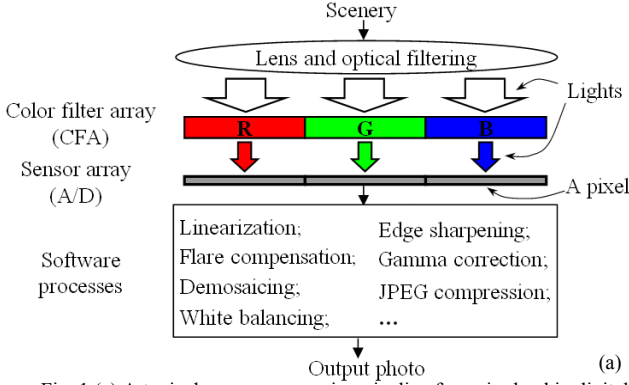 Scenery
Lens and optical filtering
Lights
Color filter array
(CFA)
R G B
Sensor array
(A/D)
A pixel
Software
processes
Linearization; Edge sharpening;
Flare compensation; Gamma correction;
Demosaicing; JPEG compression;
White balancing; ...
(a)
Output photo